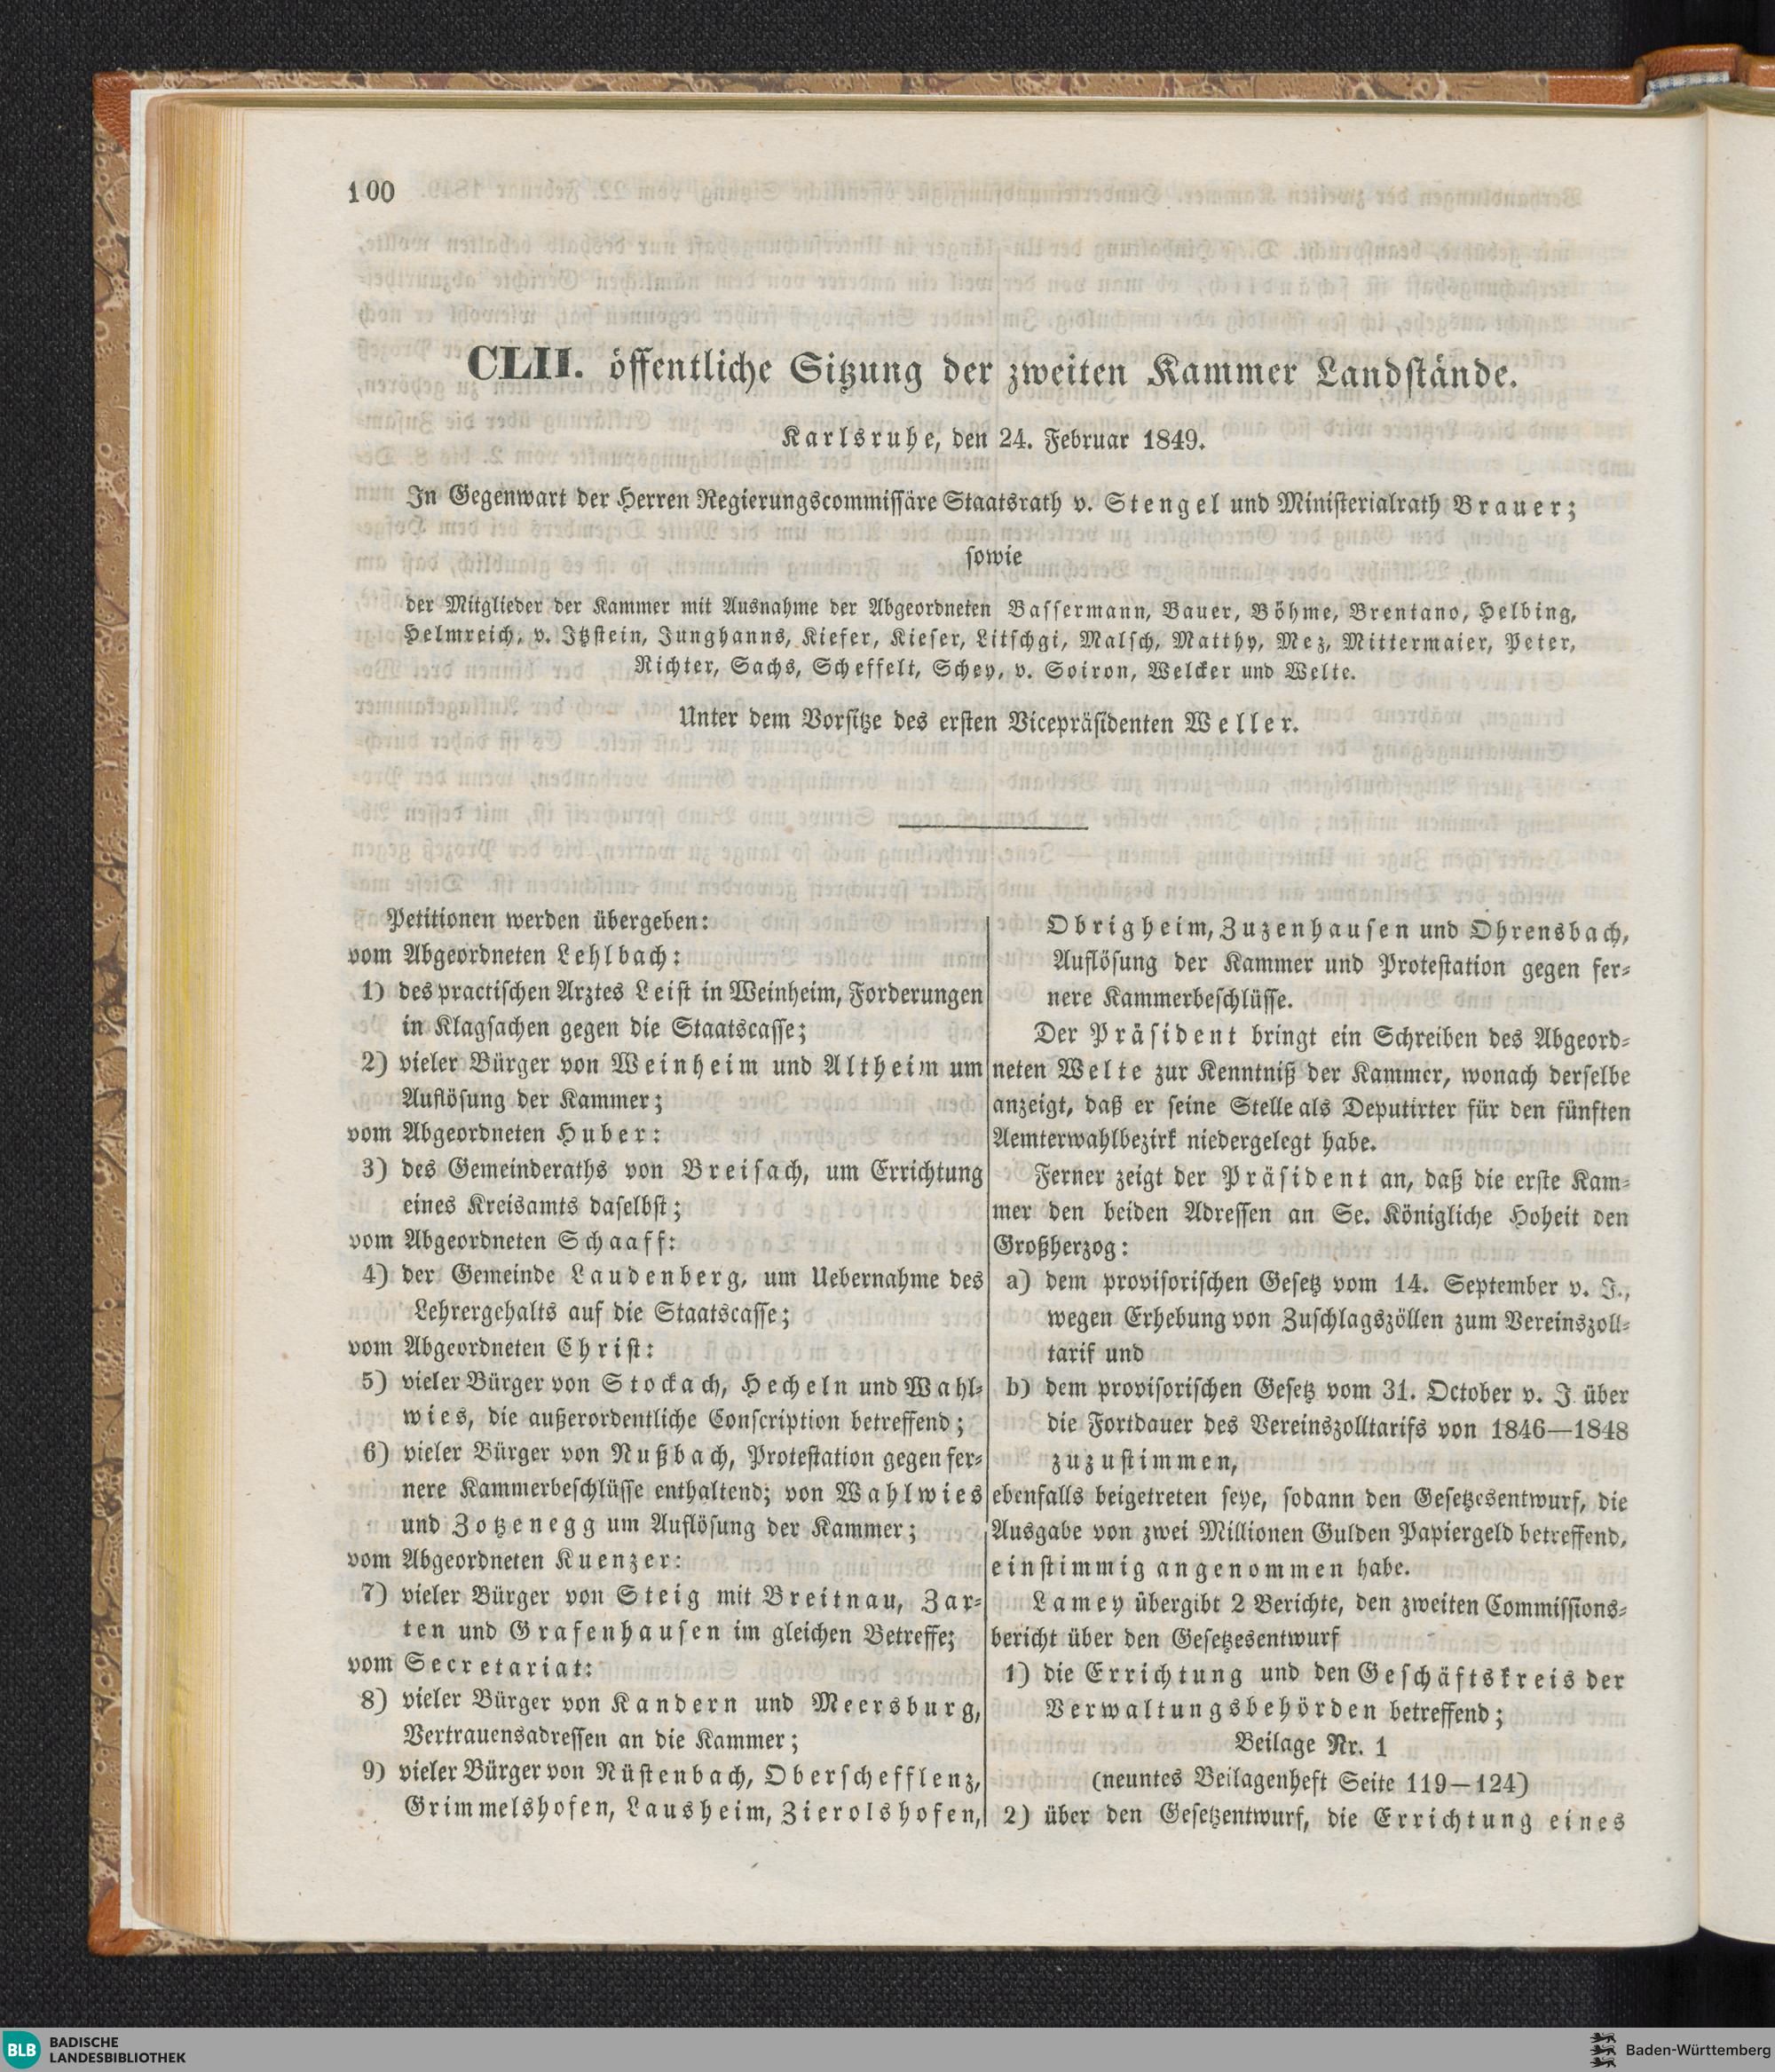 100
CLII. öffentliche Sitzung der zweiten Kammer Landstände.
Karlsruhe, den 24. Februar 1849.
In Gegenwart der Herren Regierungscommissäre Staatsrath v. Stengel und Ministerialrath Brauer;
sowie
der Mitglieder der Kammer mit Ausnahme der Abgeordneten Bassermann, Bauer, Böhme, Brentano, Helbing,
Helmreich, v. Itzstein, Junghanns, Kiefer, Kieser, Litschgi, Malsch, Matthy, Mez, Mittermaier, Peter,
Richter, Sachs, Scheffelt, Schey, v. Soiron, Welcker und Welte.
Unter dem Vorsitze des ersten Vicepräsidenten Weller.
Petitionen werden übergeben:
vom Abgeordneten Lehlbach:
1) des practischen Arztes Leist in Weinheim, Forderungen
in Klagsachen gegen die Staatscasse;
2) vieler Bürger von Weinheim und Altheim um
Auflösung der Kammer;
vom Abgeordneten Huber:
3) des Gemeinderaths von Breisach, um Errichtung
eines Kreisamts daselbst;
vom Abgeordneten Schaaff:
4) der Gemeinde Laudenberg, um Uebernahme des
Lehrergehalts auf die Staatscasse;
vom Abgeordneten Christ:
5) vieler Bürger von Stockach, Hecheln und Wahl-
wies, die außerordentliche Conscription betreffend;
6) vieler Bürger von Nußbach, Protestation gegen fer-
nere Kammerbeschlüsse enthaltend; von Wahlwies
und Zotzenegg um Auflösung der Kammer;
vom Abgeordneten Kuenzer:
7) vieler Bürger von Steig mit Breitnau, Zar-
ten und Grafenhausen im gleichen Betreffe;
vom Secretariat:
8) vieler Bürger von Kandern und Meersburg,
Vertrauensadressen an die Kammer;
9) vieler Bürger von Nüstenbach, Oberschefflenz,
Grimmelshofen, Lausheim, Zierolshofen,
Obrigheim, Zuzenhausen und Ohrensbach,
Auflösung der Kammer und Protestation gegen fer-
nere Kammerbeschlüsse.
Der Präsident bringt ein Schreiben des Abgeord-
neten Welte zur Kenntniß der Kammer, wonach derselbe
anzeigt, daß er seine Stelle als Deputirter für den fünften
Aemterwahlbezirk niedergelegt habe.
Ferner zeigt der Präsident an, daß die erste Kam-
mer den beiden Adressen an Se. Königliche Hoheit den
Großherzog:
a) dem provisorischen Gesetz vom 14. September v. J.,
wegen Erhebung von Zuschlagszöllen zum Vereinszoll-
tarif und
b) dem provisorischen Gesetz vom 31. October v. J über
die Fortdauer des Vereinszolltarifs von 1846—1848
zuzustimmen,
ebenfalls beigetreten seye, sodann den Gesetzesentwurf, die
Ausgabe von zwei Millionen Gulden Papiergeld betreffend,
einstimmig angenommen habe.
Lamey übergibt 2 Berichte, den zweiten Commissions-
bericht über den Gesetzesentwurf
1) die Errichtung und den Geschäftskreis der
Verwaltungsbehörden betreffend;
Beilage Nr. 1
(neuntes Beilagenheft Seite 119—124)
2) über den Gesetzentwurf, die Errichtung eines
BLB BADISCHE
LANDESBIBLIOTHEK
Baden-Württemberg